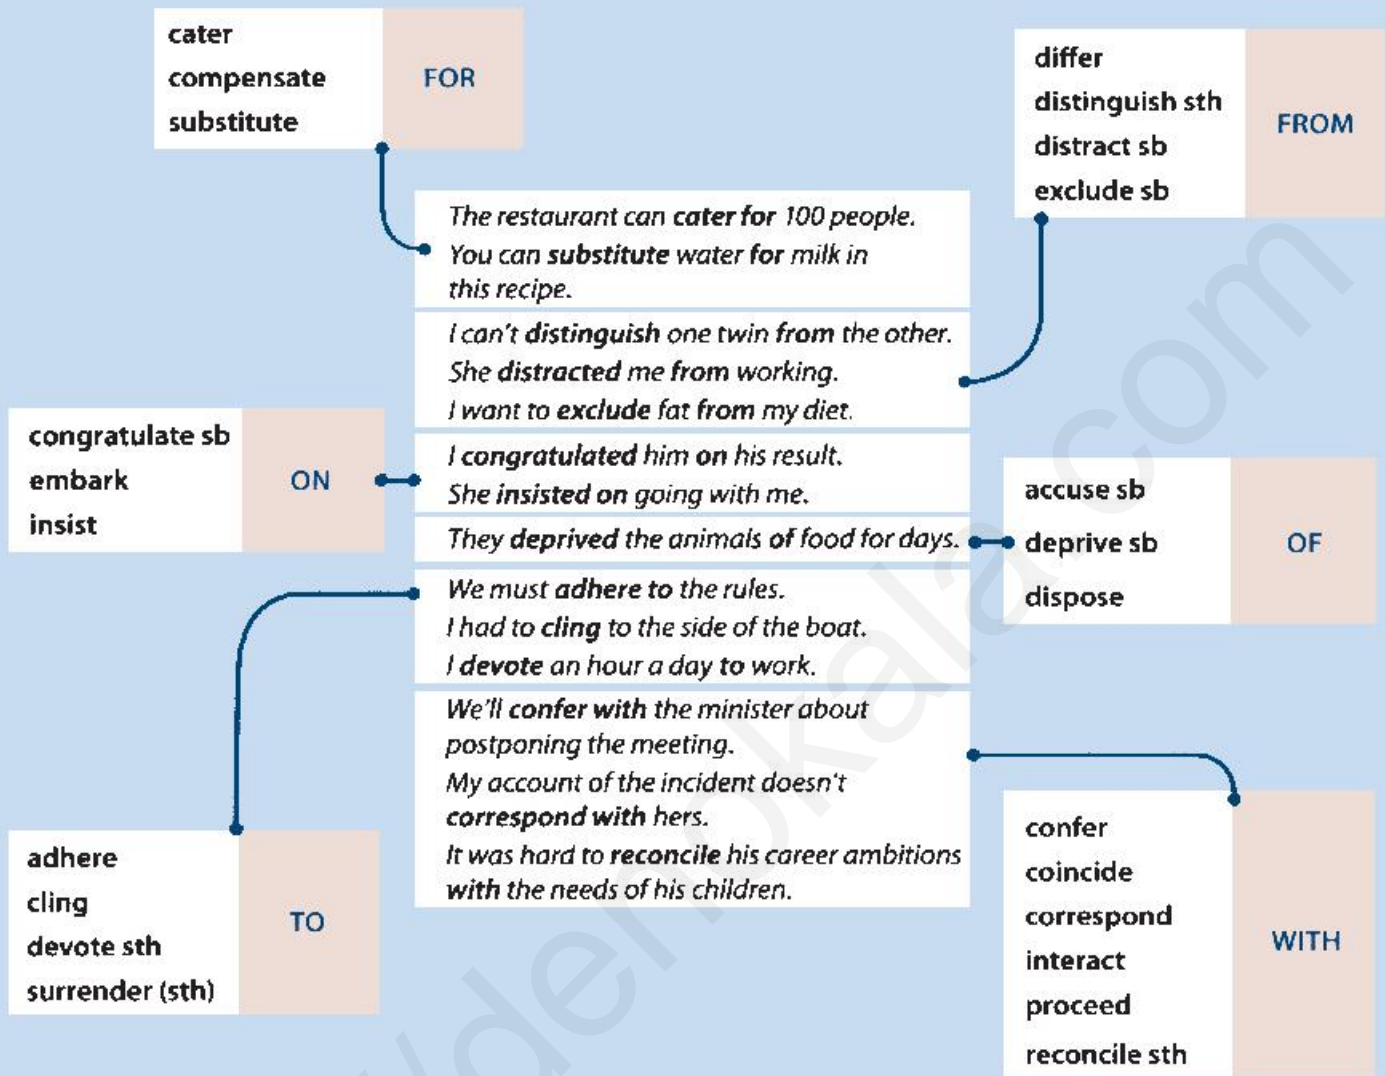 cater
compensate
substitute
FOR
differ
distinguish sth
distract sb
exclude sb
FROM
The restaurant can cater for 100 people.
You can substitute water for milk in
this recipe.
I can't distinguish one twin from the other.
She distracted me from working.
I want to exclude fat from my diet.
congratulate sb
embark
insist
ON
I congratulated him on his result.
She insisted on going with me.
They deprived the animals of food for days.
accuse sb
deprive sb
dispose
OF
We must adhere to the rules.
I had to cling to the side of the boat.
I devote an hour a day to work.
We'll confer with the minister about
postponing the meeting.
My account of the incident doesn't
correspond with hers.
It was hard to reconcile his career ambitions
with the needs of his children.
adhere
cling
devote sth
surrender (sth)
TO
confer
coincide
correspond
interact
proceed
reconcile sth
WITH
/denokala.com